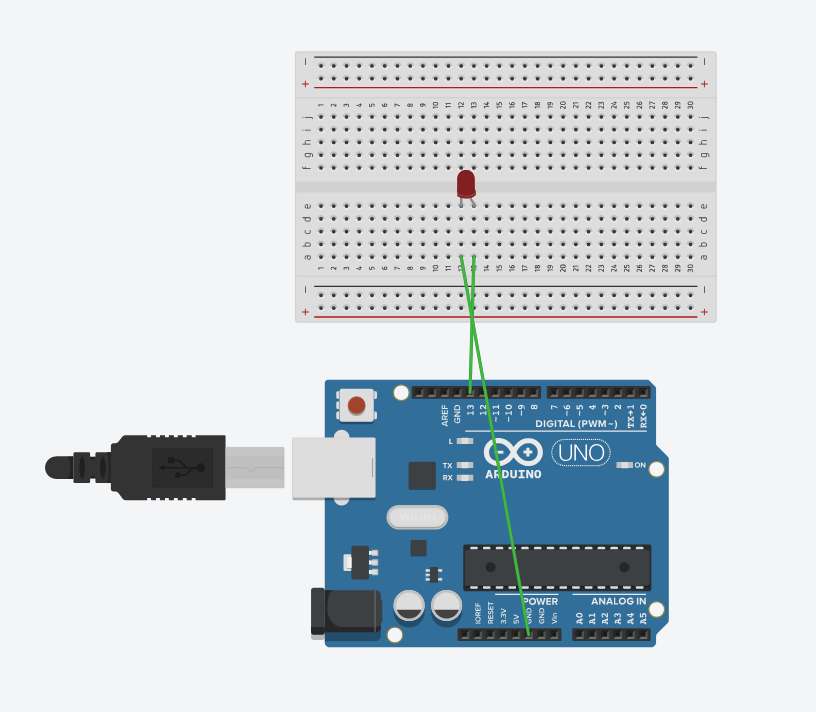 − −
+ +
1 2 3 4 5 6 7 8 9 10 11 12 13 14 15 16 17 18 19 20 21 22 23 24 25 26 27 28 29 30
j j
i i
h h
g g
f f
e e
d d
c c
b b
a a
1 2 3 4 5 6 7 8 9 10 11 12 13 14 15 16 17 18 19 20 21 22 23 24 25 26 27 28 29 30
− −
+ +
AREF GND 13 12 ~11 ~10 ~9 8 7 ~6 ~5 4 ~3 2 TX→1 RX←0
DIGITAL (PWM~)
L
TX
RX
ARDUINO
UNO
ON
POWER ANALOG IN
IOREF RESET 3.3V 5V GND GND Vin A0 A1 A2 A3 A4 A5